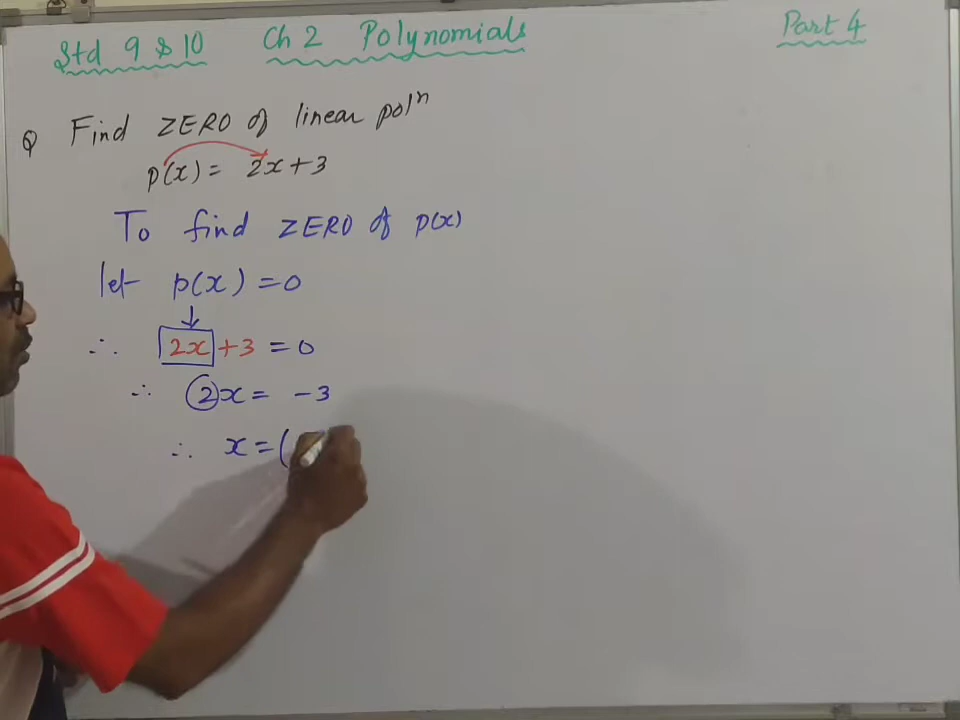 Std 9 & 10 Ch 2 Polynomials Part 4
Q Find ZERO of linear polⁿ
p(x) = 2x+3
To find ZERO of p(x)
let p(x) = 0
∴ 2x +3 = 0
∴ 2x = -3
∴ x = (